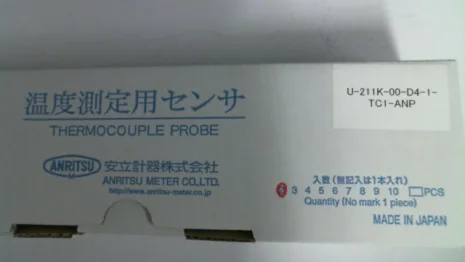 温度測定用センサ
THERMOCOUPLE PROBE
ANRITSU
安立計器株式会社
ANRITSU METER CO.,LTD.
http://www.anritsu-meter.co.jp
U-211K-00-D4-1-
TC1-ANP
入数 (無記入は1本入れ)
2 3 4 5 6 7 8 9 10 PCS
Quantity (No mark 1 piece)
MADE IN JAPAN